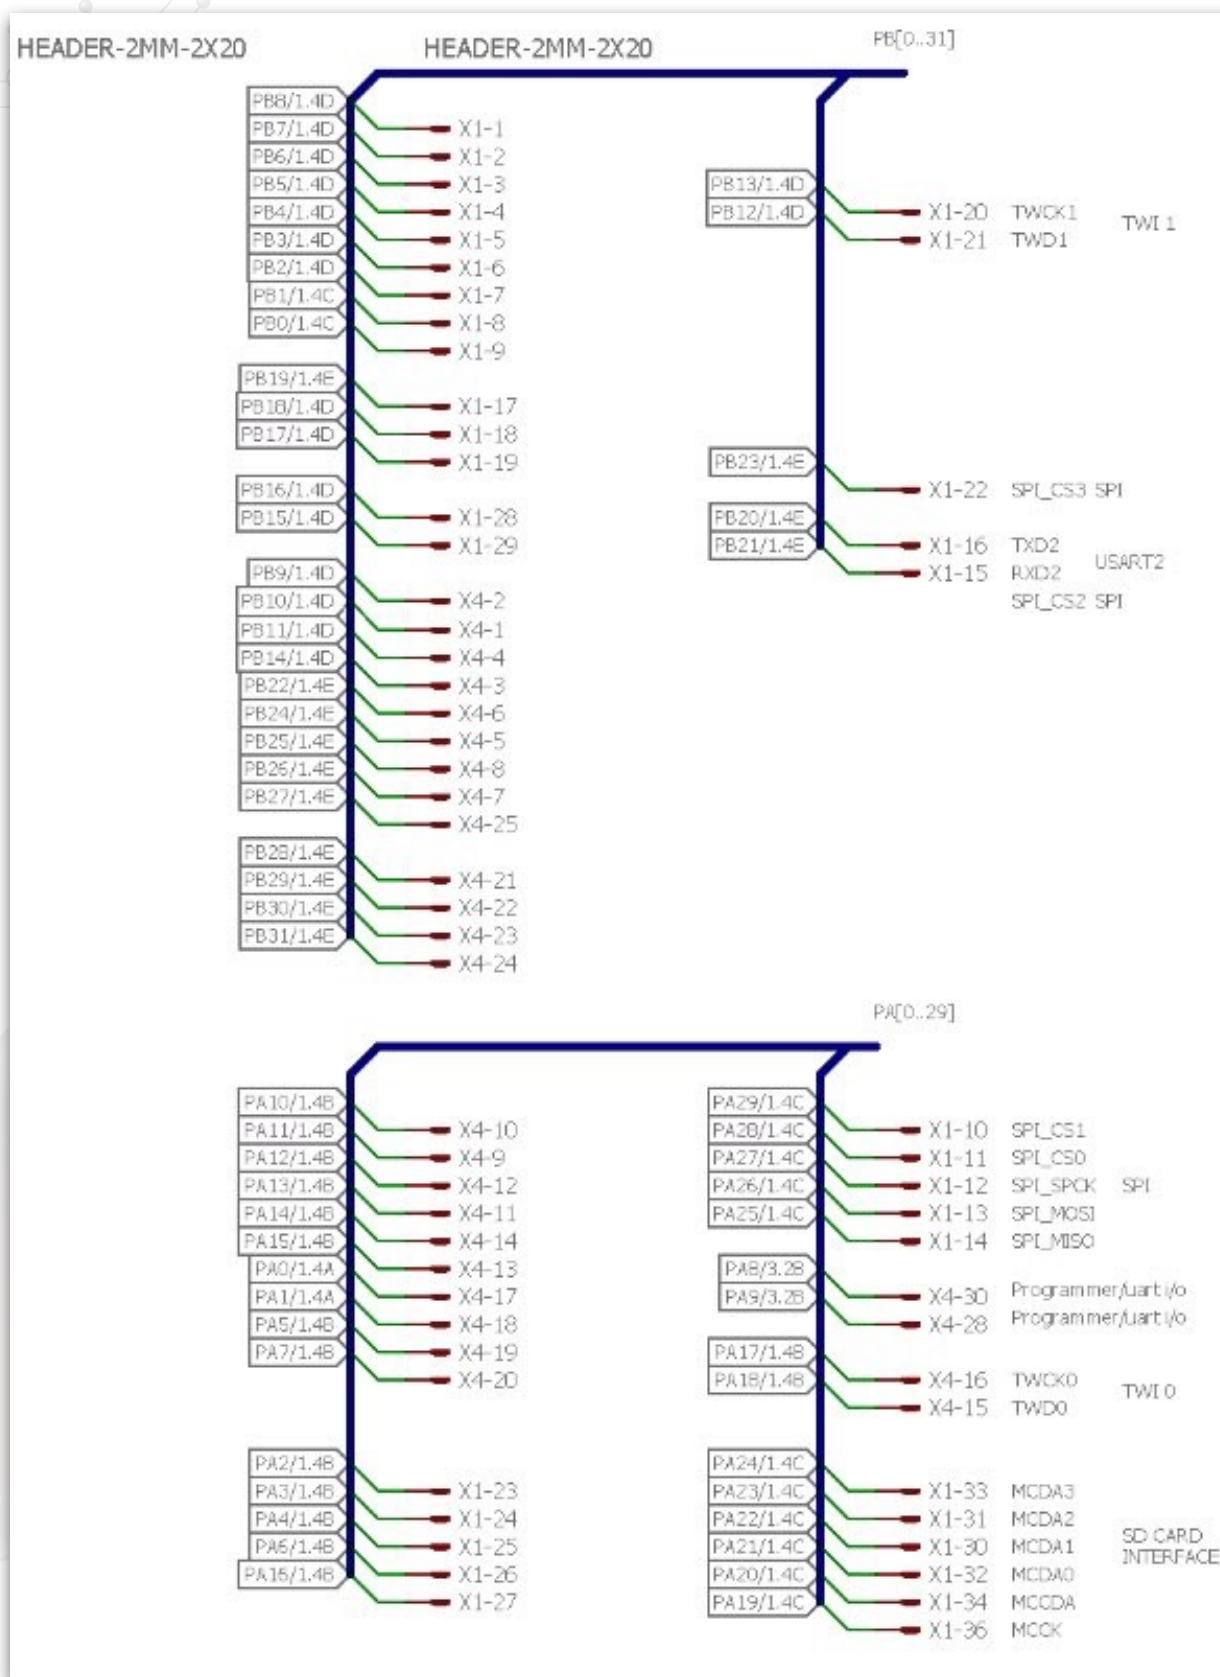 HEADER-2MM-2X20
HEADER-2MM-2X20
PB[0..31]
PB8/1.4D
PB7/1.4D X1-1
PB6/1.4D X1-2
PB5/1.4D X1-3
PB4/1.4D X1-4
PB3/1.4D X1-5
PB2/1.4D X1-6
PB1/1.4C X1-7
PB0/1.4C X1-8
X1-9
PB19/1.4E
PB18/1.4D X1-17
PB17/1.4D X1-18
X1-19
PB16/1.4D
PB15/1.4D X1-28
X1-29
PB9/1.4D
PB10/1.4D X4-2
PB11/1.4D X4-1
PB14/1.4D X4-4
PB22/1.4E X4-3
PB24/1.4E X4-6
PB25/1.4E X4-5
PB26/1.4E X4-8
PB27/1.4E X4-7
X4-25
PB28/1.4E
PB29/1.4E X4-21
PB30/1.4E X4-22
PB31/1.4E X4-23
X4-24
PB13/1.4D
PB12/1.4D X1-20 TWCK1
X1-21 TWD1
TWI 1
PB23/1.4E
X1-22 SPI_CS3 SPI
PB20/1.4E
PB21/1.4E X1-16 TXD2
X1-15 RXD2
USART2
SPI_CS2 SPI
PA[0..29]
PA10/1.4B
PA11/1.4B X4-10
PA12/1.4B X4-9
PA13/1.4B X4-12
PA14/1.4B X4-11
PA15/1.4B X4-14
PA0/1.4A X4-13
PA1/1.4A X4-17
PA5/1.4B X4-18
PA7/1.4B X4-19
X4-20
PA2/1.4B
PA3/1.4B X1-23
PA4/1.4B X1-24
PA6/1.4B X1-25
PA16/1.4B X1-26
X1-27
PA29/1.4C
PA28/1.4C X1-10 SPI_CS1
PA27/1.4C X1-11 SPI_CS0
PA26/1.4C X1-12 SPI_SPCK SPI
PA25/1.4C X1-13 SPI_MOSI
X1-14 SPI_MISO
PA8/3.2B
PA9/3.2B X4-30 Programmer/uart i/o
X4-28 Programmer/uart i/o
PA17/1.4B
PA18/1.4B X4-16 TWCK0
X4-15 TWD0
TWI 0
PA24/1.4C
PA23/1.4C X1-33 MCDA3
PA22/1.4C X1-31 MCDA2
PA21/1.4C X1-30 MCDA1
PA20/1.4C X1-32 MCDA0
PA19/1.4C X1-34 MCCDA
X1-36 MCCK
SD CARD
INTERFACE